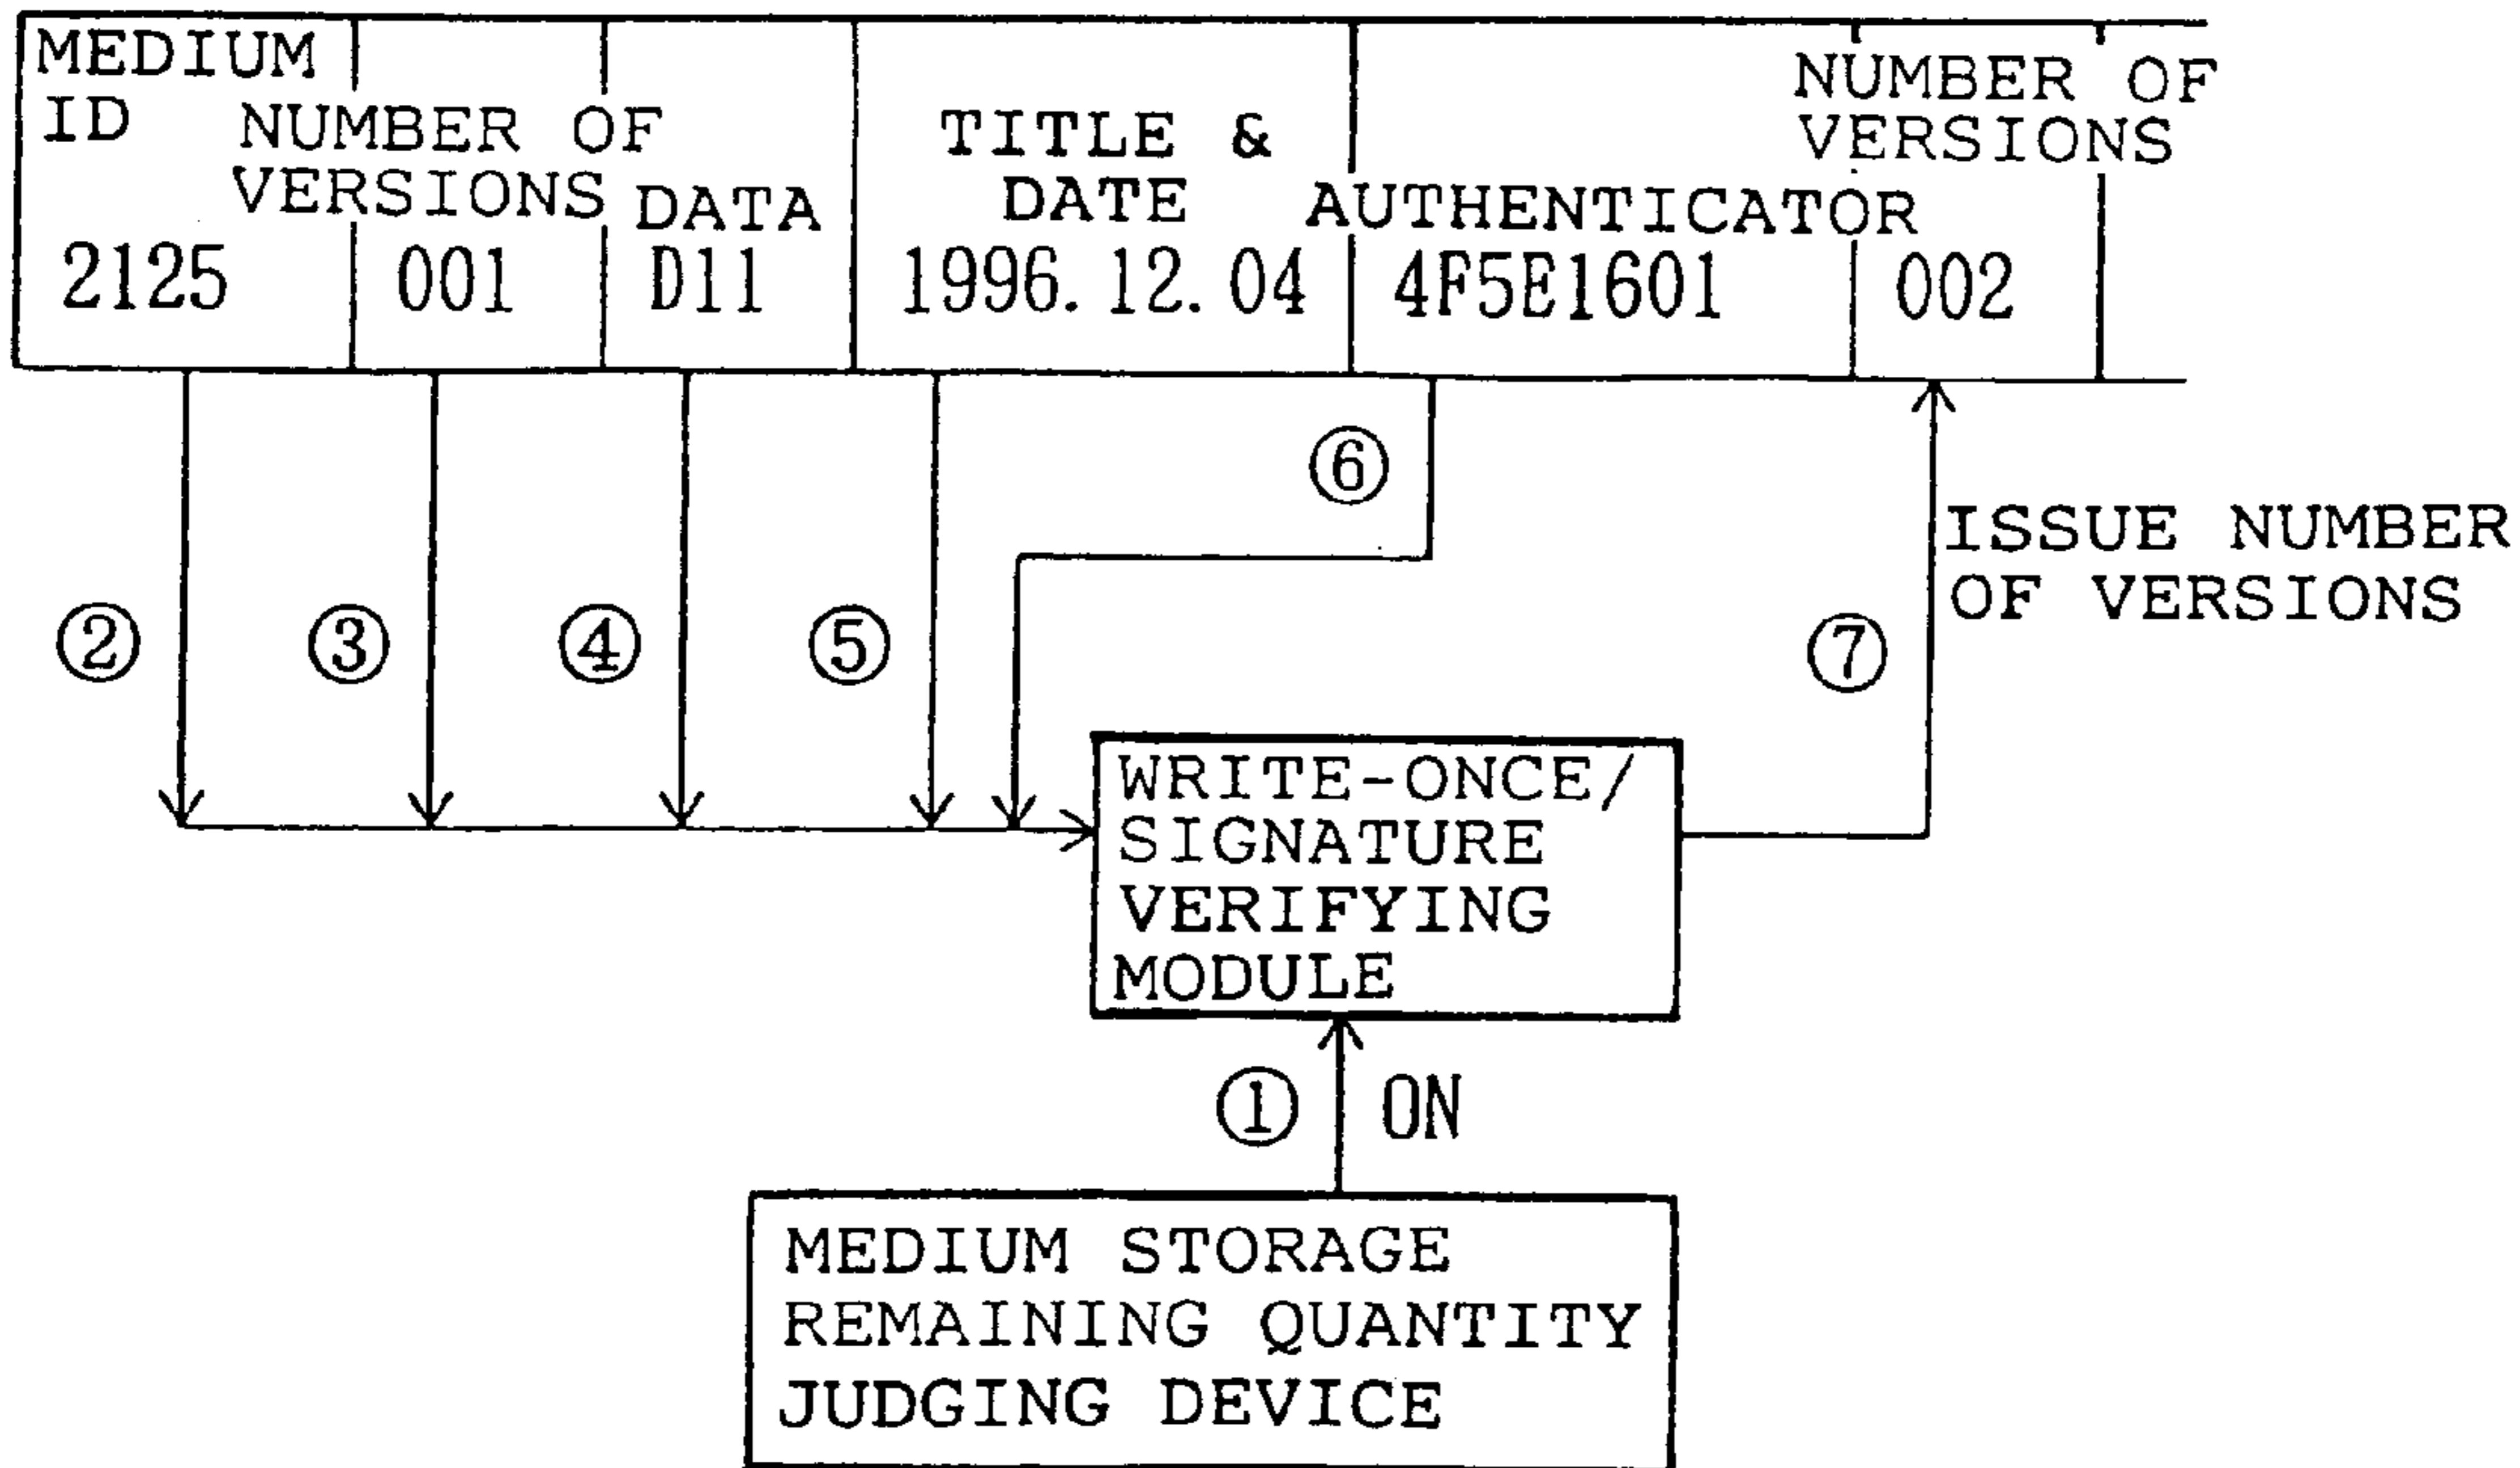 MEDIUM
ID
NUMBER OF
VERSIONS
DATA
TITLE &
DATE
AUTHENTICATOR
NUMBER OF
VERSIONS
2125
001
D11
1996.12.04
4F5E1601
002
⑥
ISSUE NUMBER
OF VERSIONS
②
③
④
⑤
⑦
WRITE-ONCE/
SIGNATURE
VERIFYING
MODULE
①
ON
MEDIUM STORAGE
REMAINING QUANTITY
JUDGING DEVICE